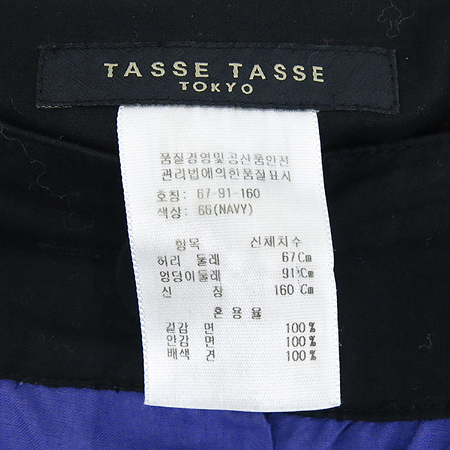 TASSE TASSE
TOKYO
품질경영및공산품안전
관리법에의한품질표시
호칭: 67-91-160
색상: 66(NAVY)
항목 신체치수
허리 둘레 67Cm
엉덩이둘레 91Cm
신 장 160Cm
혼용율
겉감 면 100%
안감 면 100%
배색 견 100%